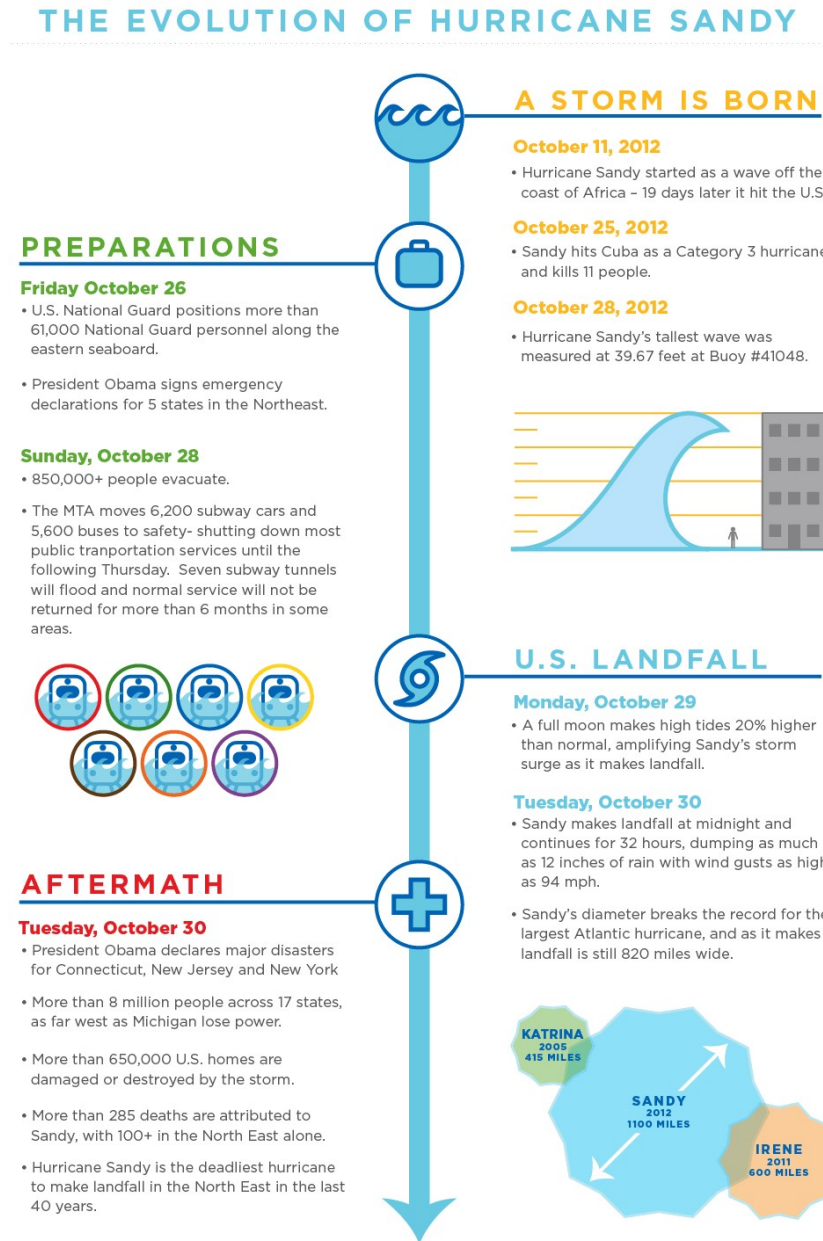 THE EVOLUTION OF HURRICANE SANDY
A STORM IS BORN
October 11, 2012
• Hurricane Sandy started as a wave off the
coast of Africa – 19 days later it hit the U.S
October 25, 2012
• Sandy hits Cuba as a Category 3 hurricane
and kills 11 people.
October 28, 2012
• Hurricane Sandy's tallest wave was
measured at 39.67 feet at Buoy #41048.
PREPARATIONS
Friday October 26
• U.S. National Guard positions more than
61,000 National Guard personnel along the
eastern seaboard.
• President Obama signs emergency
declarations for 5 states in the Northeast.
Sunday, October 28
• 850,000+ people evacuate.
• The MTA moves 6,200 subway cars and
5,600 buses to safety- shutting down most
public tranportation services until the
following Thursday.  Seven subway tunnels
will flood and normal service will not be
returned for more than 6 months in some
areas.
U.S. LANDFALL
Monday, October 29
• A full moon makes high tides 20% higher
than normal, amplifying Sandy's storm
surge as it makes landfall.
Tuesday, October 30
• Sandy makes landfall at midnight and
continues for 32 hours, dumping as much
as 12 inches of rain with wind gusts as high
as 94 mph.
• Sandy's diameter breaks the record for the
largest Atlantic hurricane, and as it makes
landfall is still 820 miles wide.
KATRINA
2005
415 MILES
SANDY
2012
1100 MILES
IRENE
2011
600 MILES
AFTERMATH
Tuesday, October 30
• President Obama declares major disasters
for Connecticut, New Jersey and New York
• More than 8 million people across 17 states,
as far west as Michigan lose power.
• More than 650,000 U.S. homes are
damaged or destroyed by the storm.
• More than 285 deaths are attributed to
Sandy, with 100+ in the North East alone.
• Hurricane Sandy is the deadliest hurricane
to make landfall in the North East in the last
40 years.